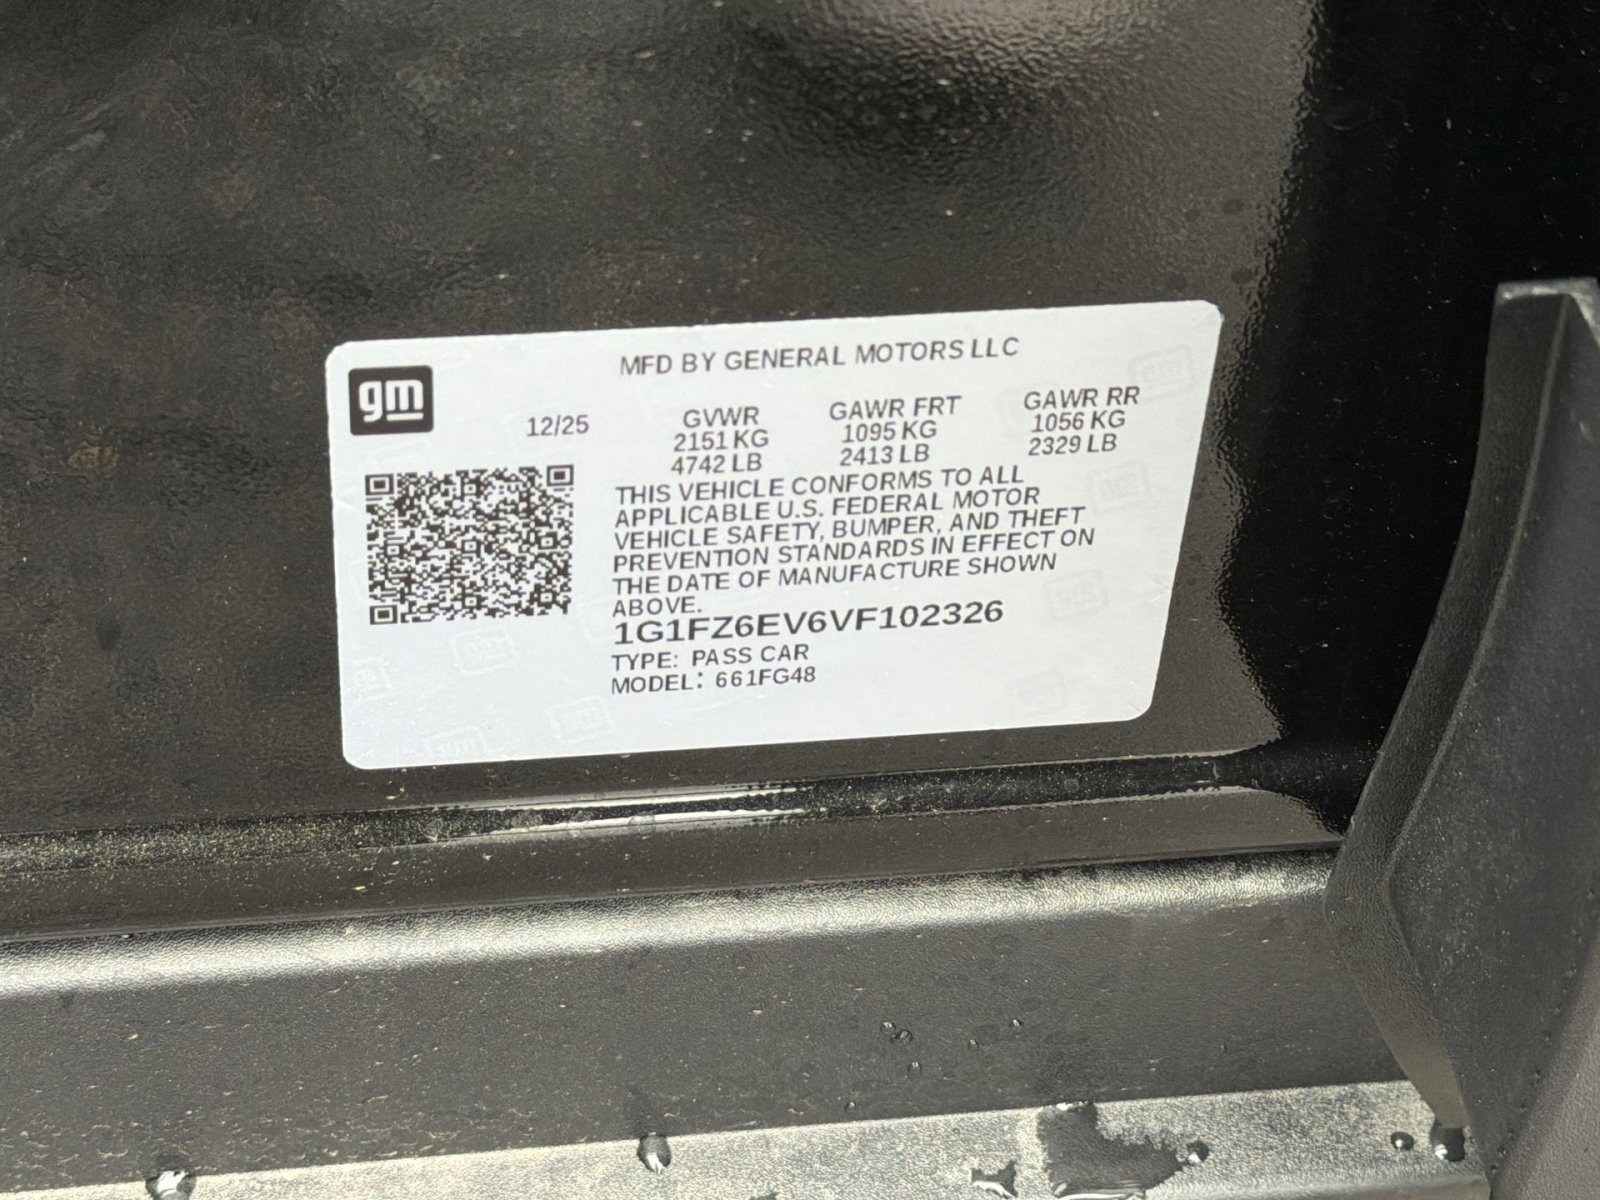 gm
MFD BY GENERAL MOTORS LLC
12/25
GVWR GAWR FRT GAWR RR
2151 KG 1095 KG 1056 KG
4742 LB 2413 LB 2329 LB
THIS VEHICLE CONFORMS TO ALL
APPLICABLE U.S. FEDERAL MOTOR
VEHICLE SAFETY, BUMPER, AND THEFT
PREVENTION STANDARDS IN EFFECT ON
THE DATE OF MANUFACTURE SHOWN
ABOVE.
1G1FZ6EV6VF102326
TYPE: PASS CAR
MODEL: 661FG48